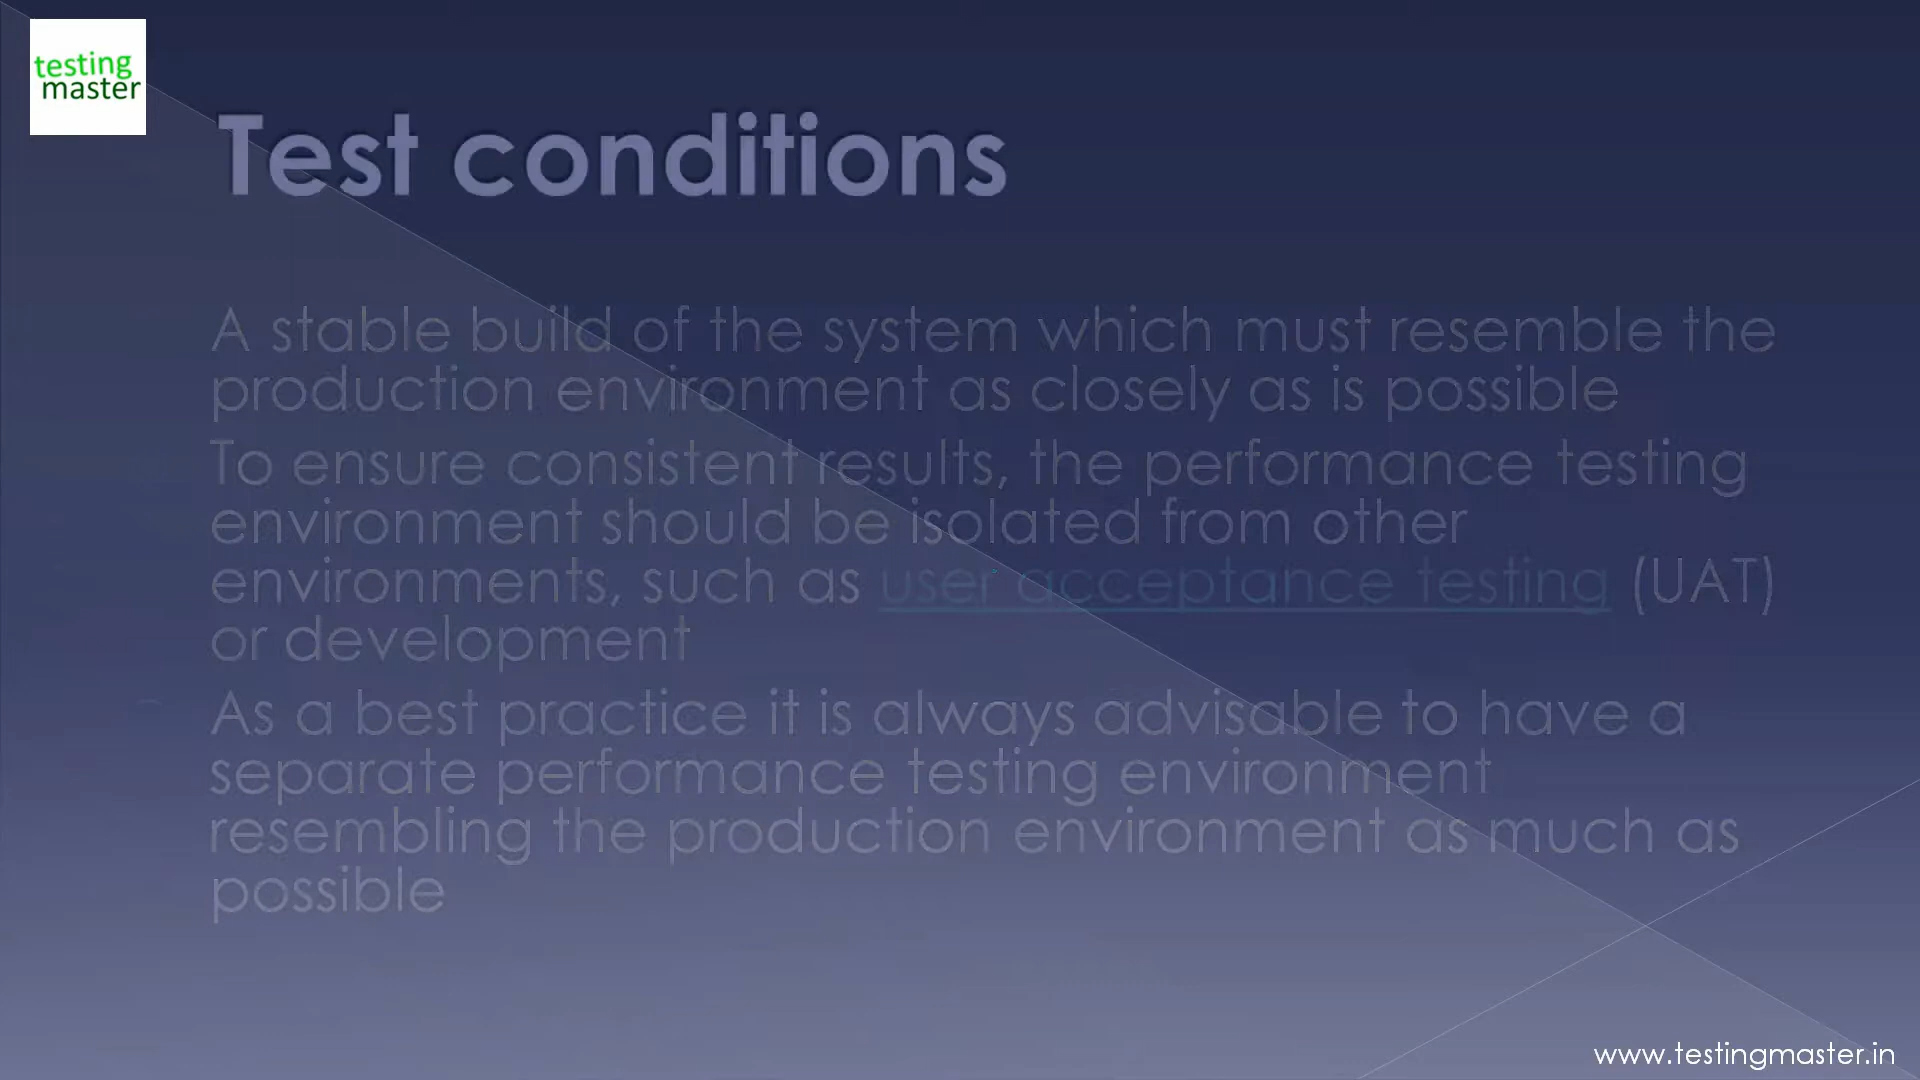 testing
master
Test conditions
A stable build of the system which must resemble the
production environment as closely as is possible
To ensure consistent results, the performance testing
environment should be isolated from other
environments, such as user acceptance testing (UAT)
or development
As a best practice it is always advisable to have a
separate performance testing environment
resembling the production environment as much as
possible
www.testingmaster.in